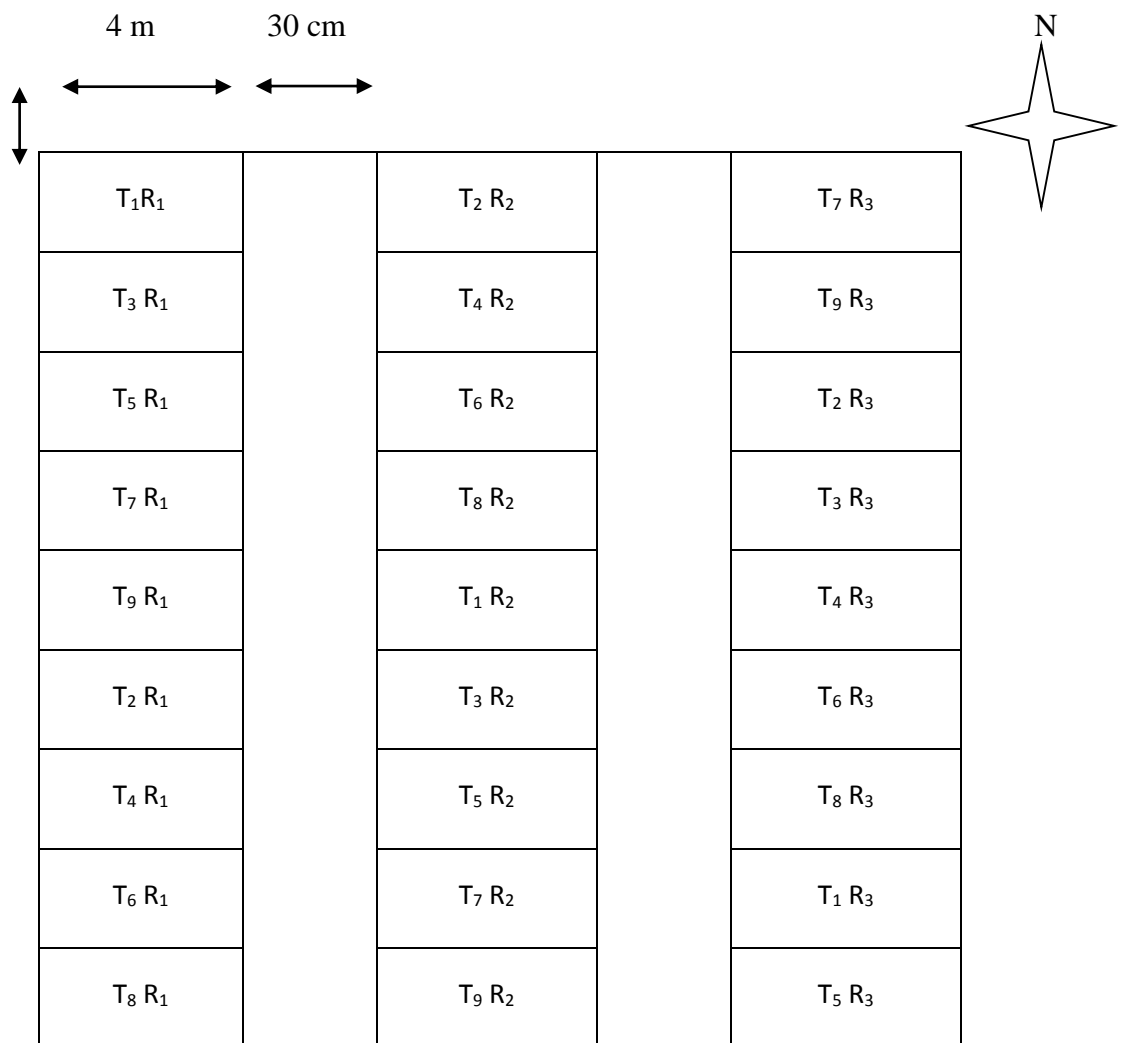 4 m 30 cm N
T₁R₁ T₂ R₂ T₇ R₃
T₃ R₁ T₄ R₂ T₉ R₃
T₅ R₁ T₆ R₂ T₂ R₃
T₇ R₁ T₈ R₂ T₃ R₃
T₉ R₁ T₁ R₂ T₄ R₃
T₂ R₁ T₃ R₂ T₆ R₃
T₄ R₁ T₅ R₂ T₈ R₃
T₆ R₁ T₇ R₂ T₁ R₃
T₈ R₁ T₉ R₂ T₅ R₃